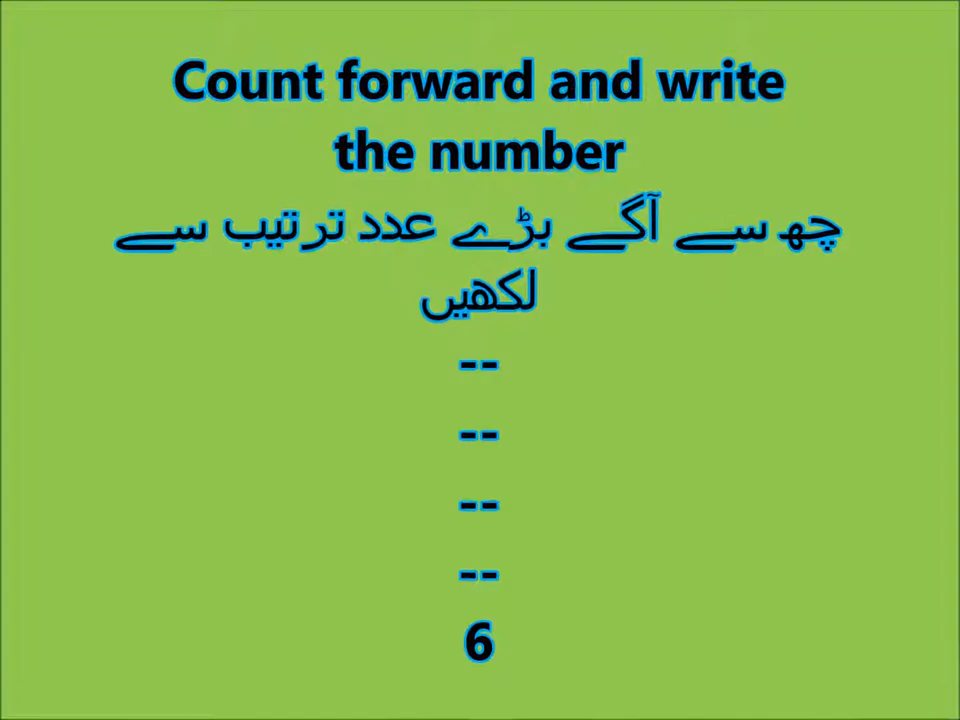 Count forward and write
the number
چھ سے آگے بڑے عدد ترتیب سے
لکھیں
--
--
--
--
6